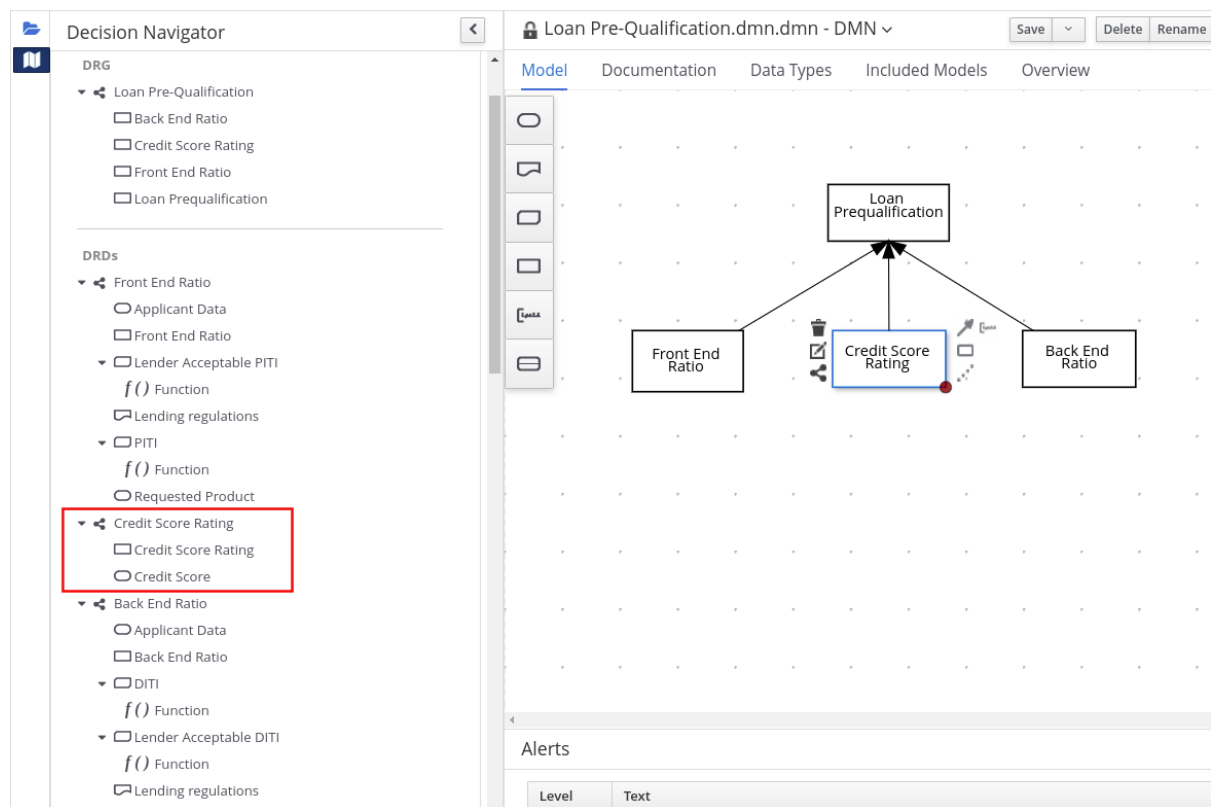 Decision Navigator
DRG
Loan Pre-Qualification
Back End Ratio
Credit Score Rating
Front End Ratio
Loan Prequalification
DRDs
Front End Ratio
Applicant Data
Front End Ratio
Lender Acceptable PITI
f ( ) Function
Lending regulations
PITI
f ( ) Function
Requested Product
Credit Score Rating
Credit Score Rating
Credit Score
Back End Ratio
Applicant Data
Back End Ratio
DITI
f ( ) Function
Lender Acceptable DITI
f ( ) Function
Lending regulations
Loan Pre-Qualification.dmn.dmn - DMN
Save
Delete
Rename
Model Documentation Data Types Included Models Overview
Loan
Prequalification
Front End
Ratio
Credit Score
Rating
Back End
Ratio
Alerts
Level Text